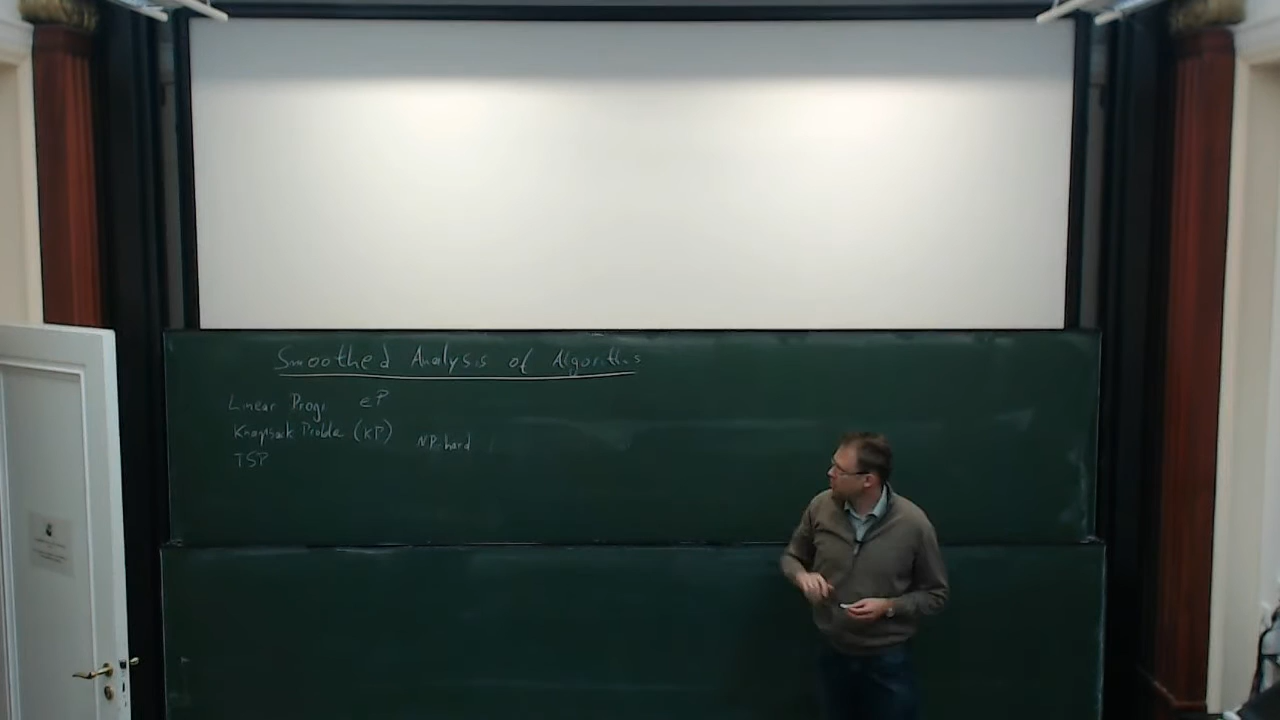 Smoothed Analysis of Algorithms
Linear Progr. ∈P
Knapsack Problem (KP) NP-hard
TSP